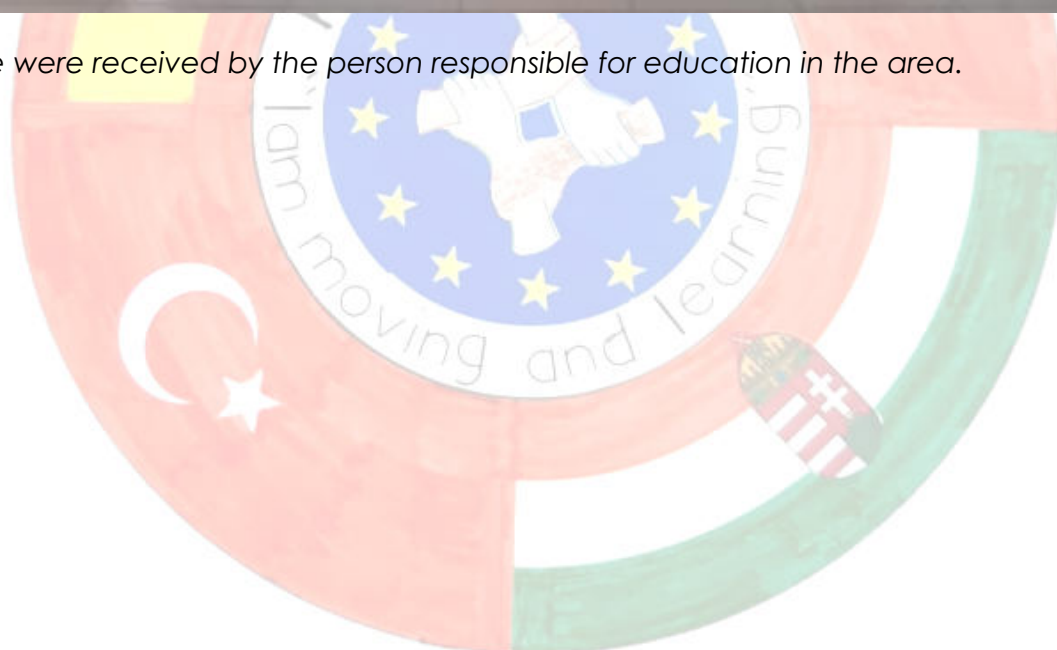 were received by the person responsible for education in the area.
'I am moving and learning'